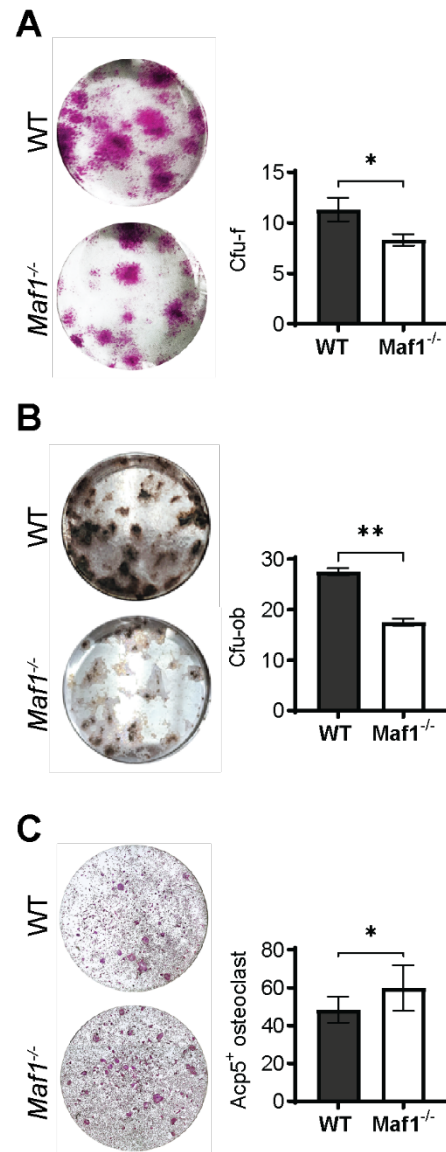 A
WT
Maf1-/-
Cfu-f
15
10
5
0
*
WT
Maf1-/-
B
WT
Maf1-/-
Cfu-ob
30
20
10
0
**
WT
Maf1-/-
C
WT
Maf1-/-
Acp5+ osteoclast
80
60
40
20
0
*
WT
Maf1-/-